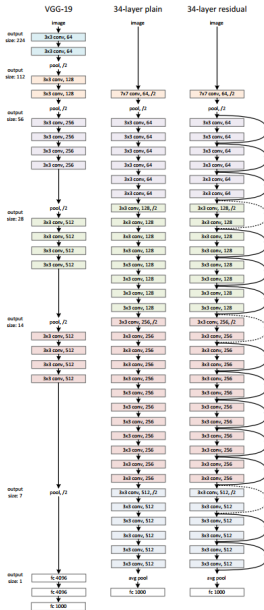 VGG-19
34-layer plain
34-layer residual
output
size: 224
output
size: 112
output
size: 56
output
size: 28
output
size: 14
output
size: 7
output
size: 1
image
3x3 conv, 64
3x3 conv, 64
pool, /2
3x3 conv, 128
3x3 conv, 128
pool, /2
3x3 conv, 256
3x3 conv, 256
3x3 conv, 256
3x3 conv, 256
pool, /2
3x3 conv, 512
3x3 conv, 512
3x3 conv, 512
3x3 conv, 512
pool, /2
3x3 conv, 512
3x3 conv, 512
3x3 conv, 512
3x3 conv, 512
pool, /2
fc 4096
fc 4096
fc 1000
image
7x7 conv, 64, /2
pool, /2
3x3 conv, 64
3x3 conv, 64
3x3 conv, 64
3x3 conv, 64
3x3 conv, 64
3x3 conv, 64
3x3 conv, 128, /2
3x3 conv, 128
3x3 conv, 128
3x3 conv, 128
3x3 conv, 128
3x3 conv, 128
3x3 conv, 128
3x3 conv, 128
3x3 conv, 256, /2
3x3 conv, 256
3x3 conv, 256
3x3 conv, 256
3x3 conv, 256
3x3 conv, 256
3x3 conv, 256
3x3 conv, 256
3x3 conv, 256
3x3 conv, 256
3x3 conv, 256
3x3 conv, 256
3x3 conv, 512, /2
3x3 conv, 512
3x3 conv, 512
3x3 conv, 512
3x3 conv, 512
3x3 conv, 512
avg pool
fc 1000
image
7x7 conv, 64, /2
pool, /2
3x3 conv, 64
3x3 conv, 64
3x3 conv, 64
3x3 conv, 64
3x3 conv, 64
3x3 conv, 64
3x3 conv, 128, /2
3x3 conv, 128
3x3 conv, 128
3x3 conv, 128
3x3 conv, 128
3x3 conv, 128
3x3 conv, 128
3x3 conv, 128
3x3 conv, 256, /2
3x3 conv, 256
3x3 conv, 256
3x3 conv, 256
3x3 conv, 256
3x3 conv, 256
3x3 conv, 256
3x3 conv, 256
3x3 conv, 256
3x3 conv, 256
3x3 conv, 256
3x3 conv, 256
3x3 conv, 512, /2
3x3 conv, 512
3x3 conv, 512
3x3 conv, 512
3x3 conv, 512
3x3 conv, 512
avg pool
fc 1000